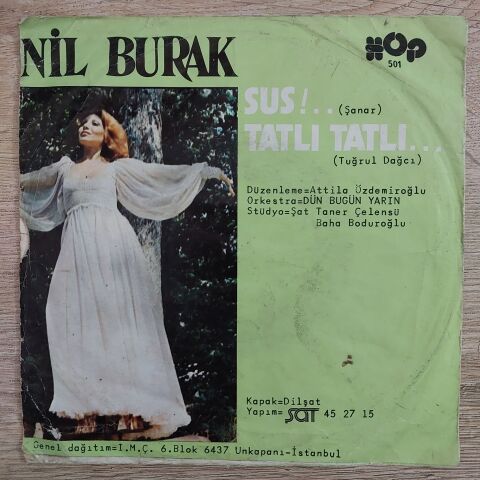 NİL BURAK
HOP
501
SUS!..(Şanar)
TATLI TATLI...
(Tuğrul Dağcı)
Düzenleme=Attila Özdemiroğlu
Orkestra=DÜN BUGÜN YARIN
Stüdyo=Şat Taner Çelensü
Baha Boduroğlu
Kapak=Dilşat
Yapım=SAT 45 27 15
Genel dağıtım=İ.M.Ç. 6.Blok 6437 Unkapanı-İstanbul